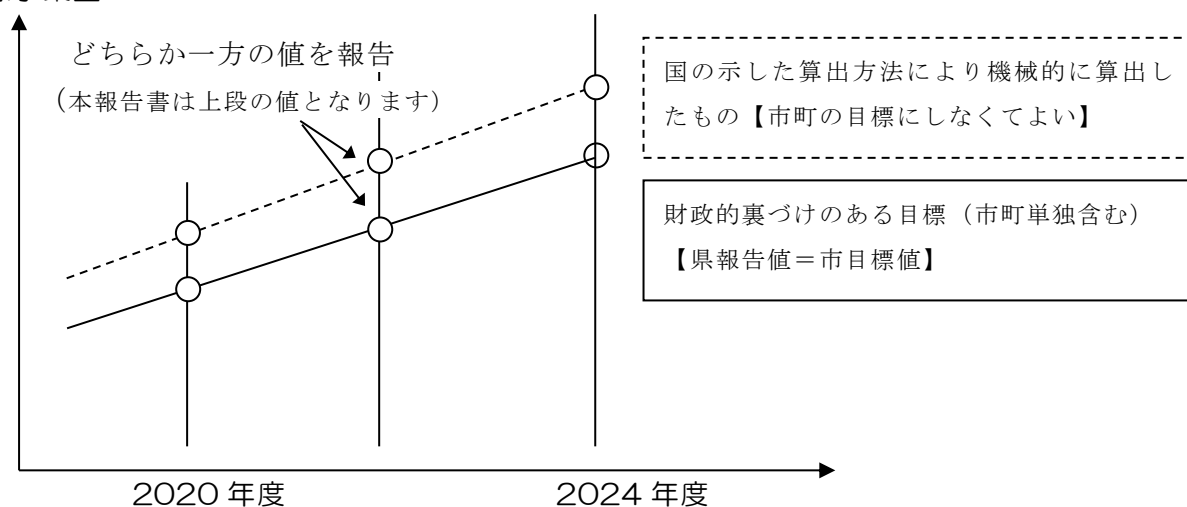 どちらか一方の値を報告
（本報告書は上段の値となります）
国の示した算出方法により機械的に算出し
たもの【市町の目標にしなくてよい】
財政的裏づけのある目標（市町単独含む）
【県報告値＝市目標値】
2020 年度
2024 年度